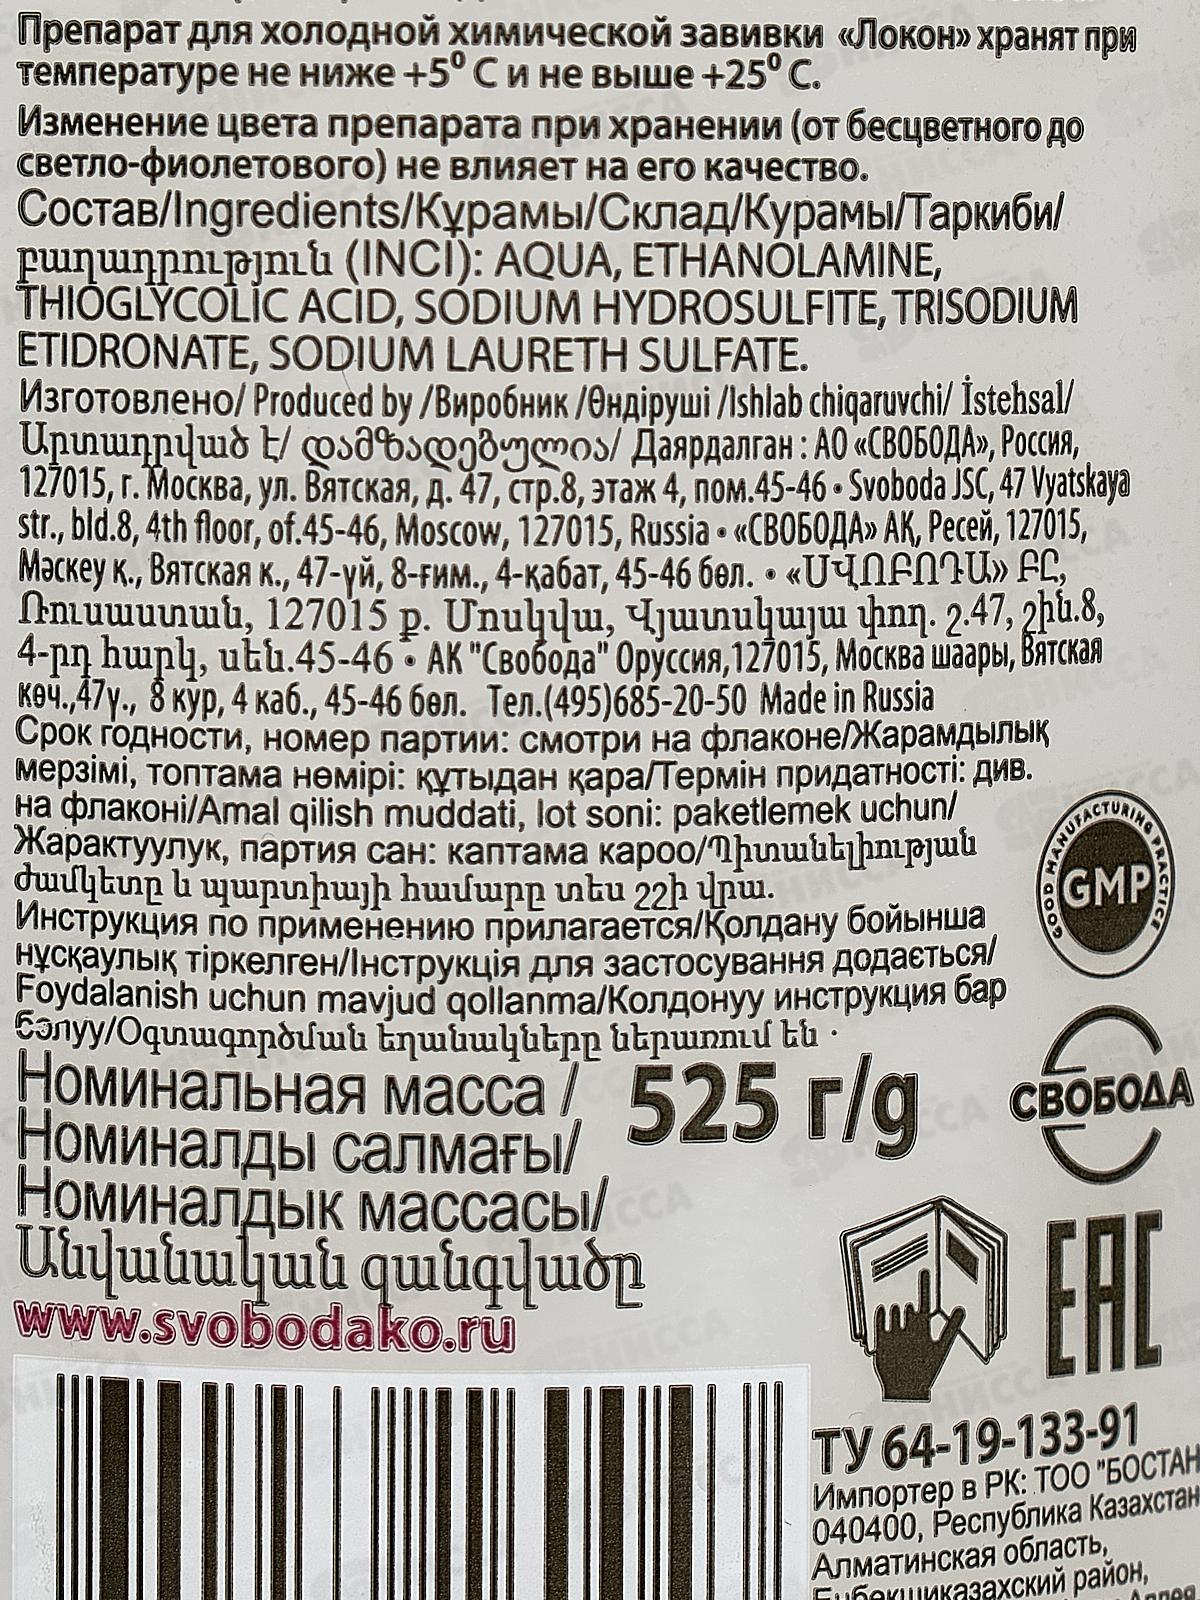 Препарат для холодной химической завивки «Локон» хранят при
температуре не ниже +5⁰ С и не выше +25⁰ С.
Изменение цвета препарата при хранении (от бесцветного до
светло-фиолетового) не влияет на его качество.
Состав/Ingredients/Құрамы/Склад/Курамы/Таркиби/
բաղադրություն (INCI): AQUA, ETHANOLAMINE,
THIOGLYCOLIC ACID, SODIUM HYDROSULFITE, TRISODIUM
ETIDRONATE, SODIUM LAURETH SULFATE.
Изготовлено/ Produced by /Виробник /Өндіруші /Ishlab chiqaruvchi/ İstehsal/
Արտադրված է/ დამზადებულია/ Даярдалган : АО «СВОБОДА», Россия,
127015, г. Москва, ул. Вятская, д. 47, стр.8, этаж 4, пом.45-46 • Svoboda JSC, 47 Vyatskaya
str., bld.8, 4th floor, of.45-46, Moscow, 127015, Russia • «СВОБОДА» АҚ, Ресей, 127015,
Мәскеу қ., Вятская к., 47-үй, 8-ғим., 4-қабат, 45-46 бөл. • «ՍՎՈԲՈԴԱ» ԲԸ,
Ռուսաստան, 127015 ք. Մոսկվա, Վյատսկայա փող. շ.47, շին.8,
4-րդ հարկ, սեն.45-46 • АК "Свобода" Оруссия,127015, Москва шаары, Вятская
көч.,47ү., 8 кур, 4 каб., 45-46 бөл. Тел.(495)685-20-50 Made in Russia
Срок годности, номер партии: смотри на флаконе/Жарамдылық
мерзімі, топтама нөмірі: құтыдан қара/Термін придатності: див.
на флаконі/Amal qilish muddati, lot soni: paketlemek uchun/
Жарактуулук, партия сан: каптама кароо/Պիտանելիության
ժամկետը և պարտիայի համարը տես շշի վրա.
Инструкция по применению прилагается/Қолдану бойынша
нұсқаулық тіркелген/Інструкція для застосування додається/
Foydalanish uchun mavjud qollanma/Колдонуу инструкция бар
болуу/Օգտագործման եղանակները ներառում են ·
Номинальная масса / 525 г/g
Номиналды салмағы/
Номиналдык массасы/
Անվանական զանգվածը
www.svobodako.ru
GOOD MANUFACTURING PRACTICE
GMP
СВОБОДА
EAC
ТУ 64-19-133-91
Импортер в РК: ТОО "БОСТАН
040400, Республика Казахстан
Алматинская область,
Енбекшиказахский район,